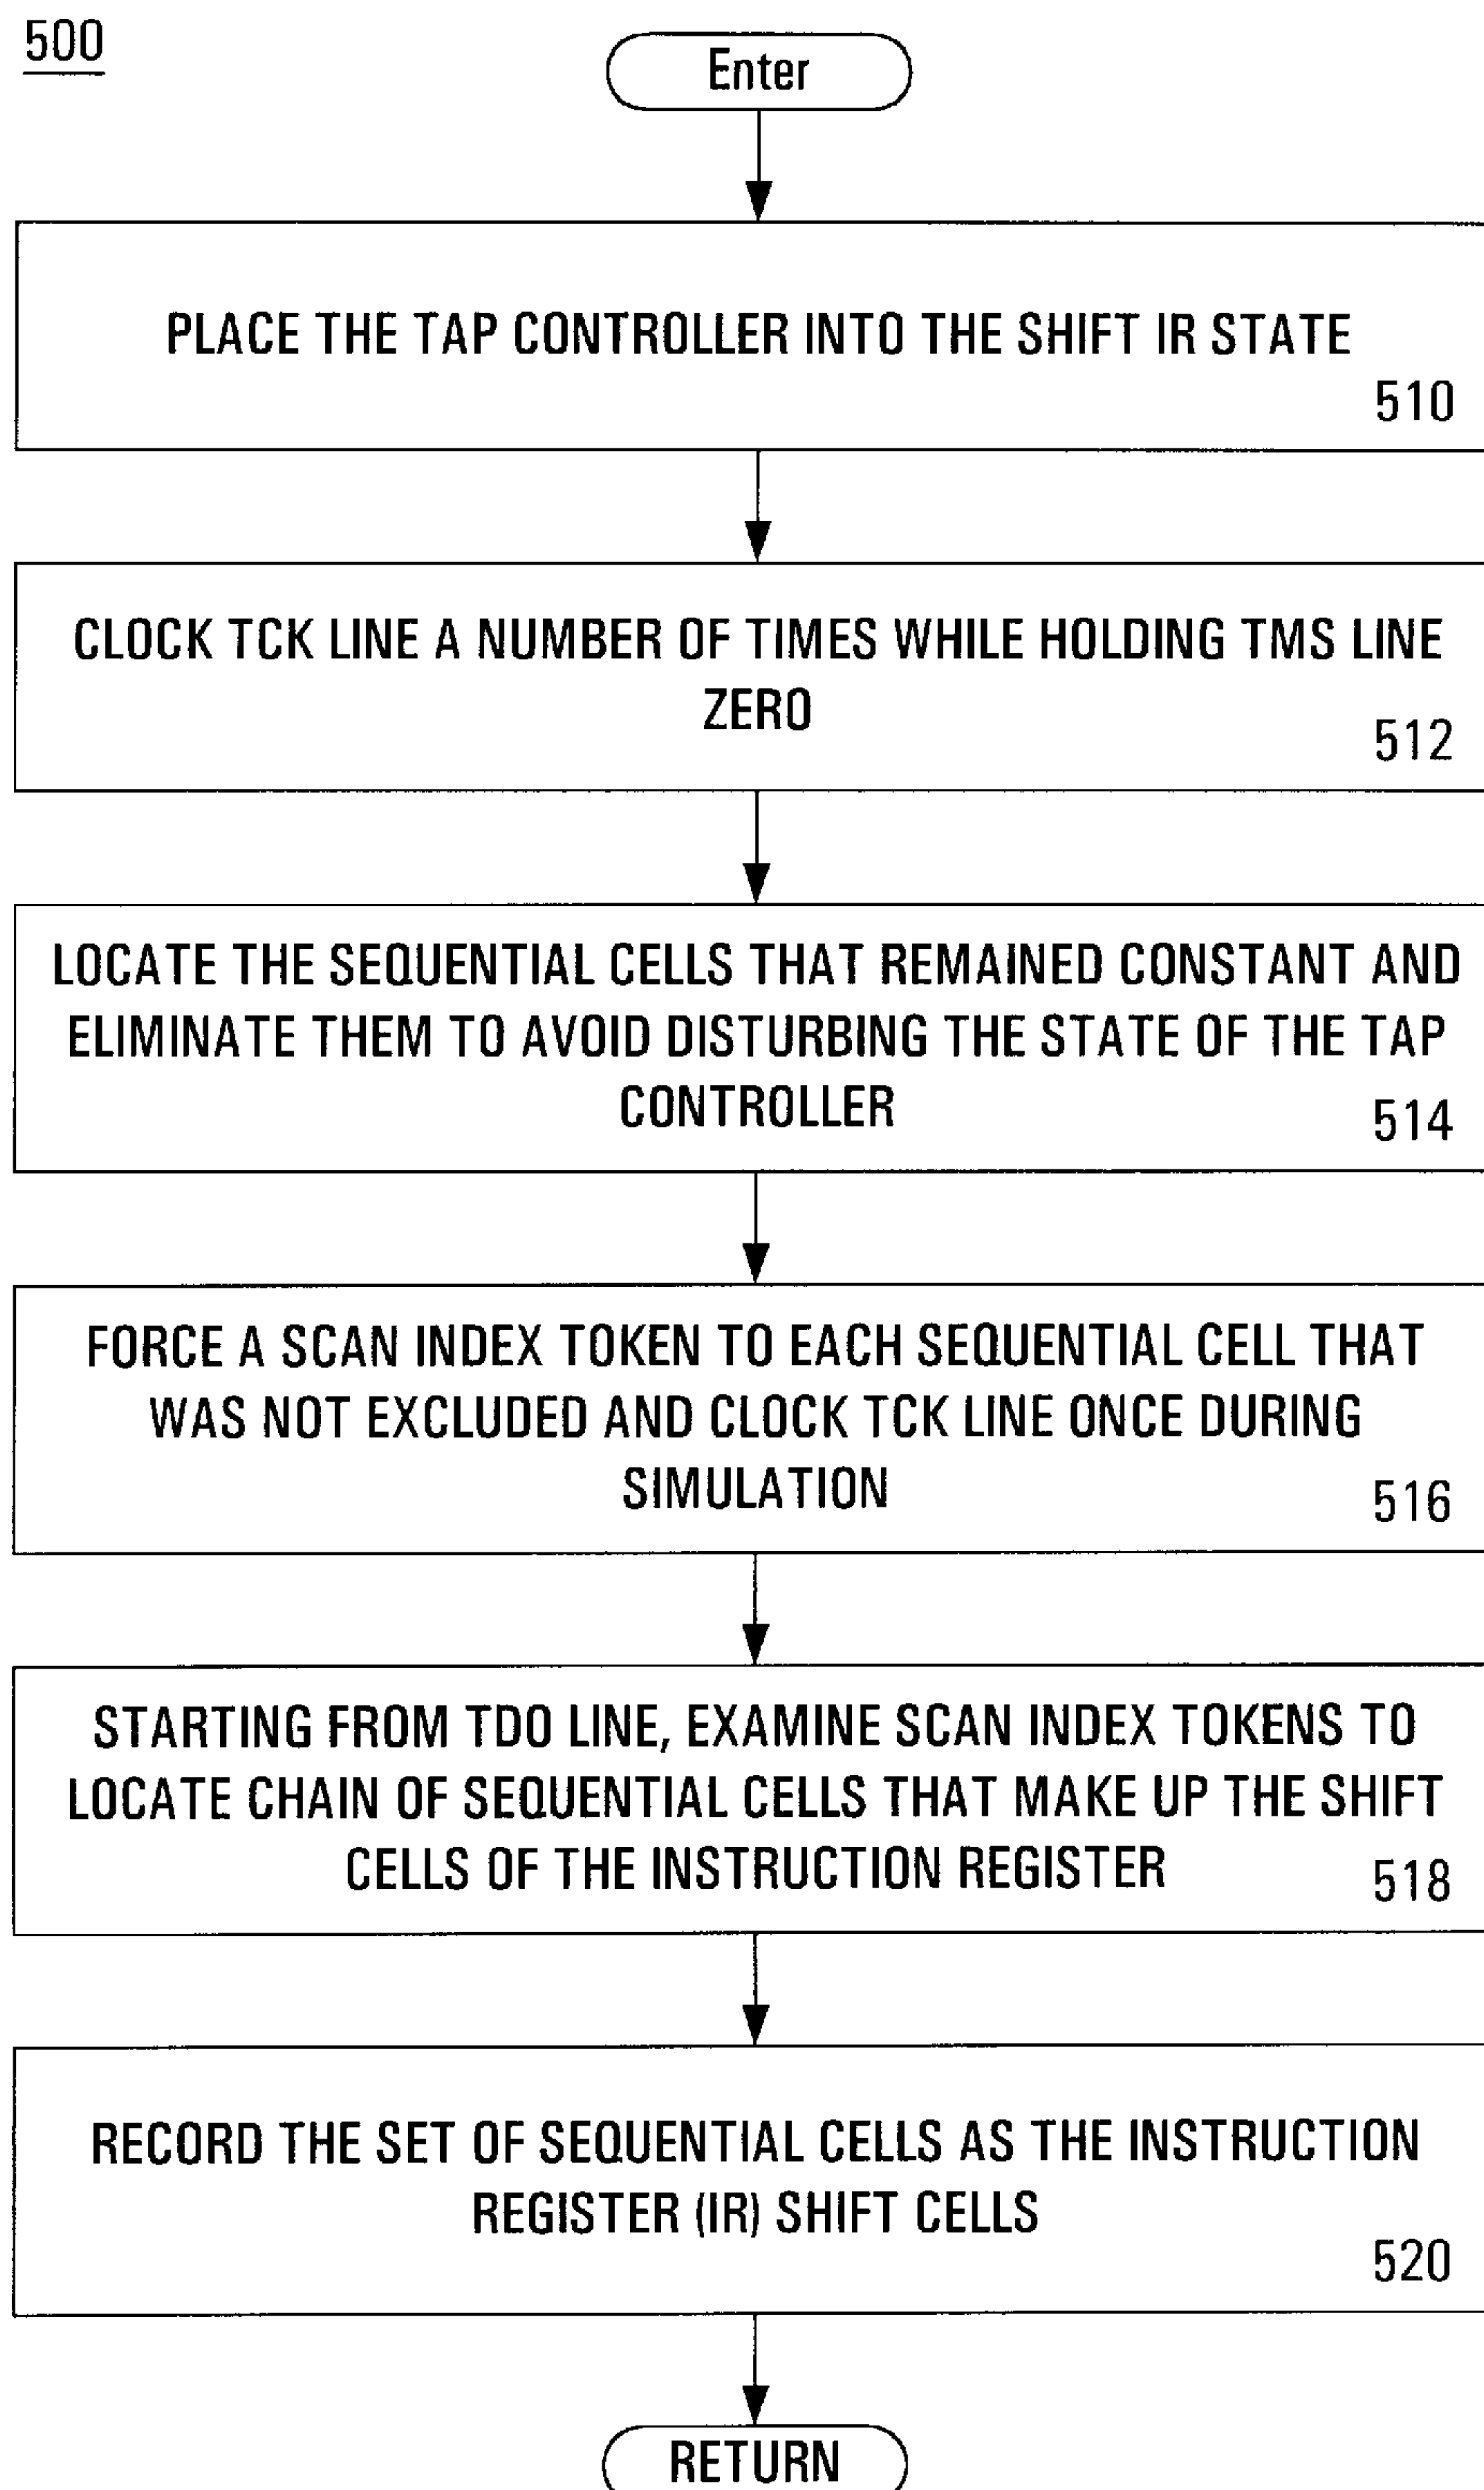 500
Enter
PLACE THE TAP CONTROLLER INTO THE SHIFT IR STATE
510
CLOCK TCK LINE A NUMBER OF TIMES WHILE HOLDING TMS LINE
ZERO
512
LOCATE THE SEQUENTIAL CELLS THAT REMAINED CONSTANT AND
ELIMINATE THEM TO AVOID DISTURBING THE STATE OF THE TAP
CONTROLLER
514
FORCE A SCAN INDEX TOKEN TO EACH SEQUENTIAL CELL THAT
WAS NOT EXCLUDED AND CLOCK TCK LINE ONCE DURING
SIMULATION
516
STARTING FROM TDO LINE, EXAMINE SCAN INDEX TOKENS TO
LOCATE CHAIN OF SEQUENTIAL CELLS THAT MAKE UP THE SHIFT
CELLS OF THE INSTRUCTION REGISTER
518
RECORD THE SET OF SEQUENTIAL CELLS AS THE INSTRUCTION
REGISTER (IR) SHIFT CELLS
520
RETURN